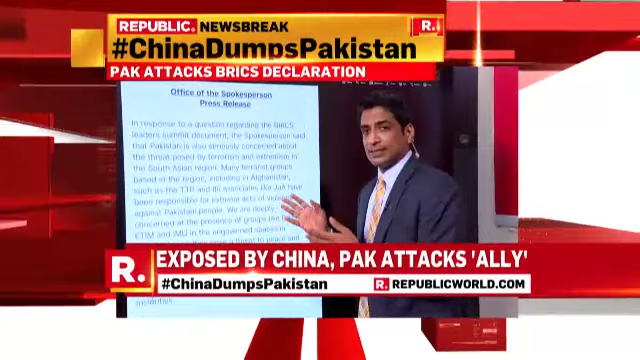 REPUBLIC. NEWSBREAK
R.
#ChinaDumpsPakistan
PAK ATTACKS BRICS DECLARATION
Office of the Spokesperson
Press Release
In response to a question regarding the BRICS
leaders summit document, the Spokesperson said
that Pakistan is also seriously concerned about
the threat posed by terrorism and extremism in
the South Asian region. Many terrorist groups
based in the region, including in Afghanistan,
such as the TTP and its associates like JuA have
been responsible for extreme acts of violence
against Pakistani people. We are deeply
concerned at the presence of groups like
ETIM and IMU in the ungoverned spaces in
a threat to peace and
R.
EXPOSED BY CHINA, PAK ATTACKS 'ALLY'
#ChinaDumpsPakistan
R. REPUBLICWORLD.COM